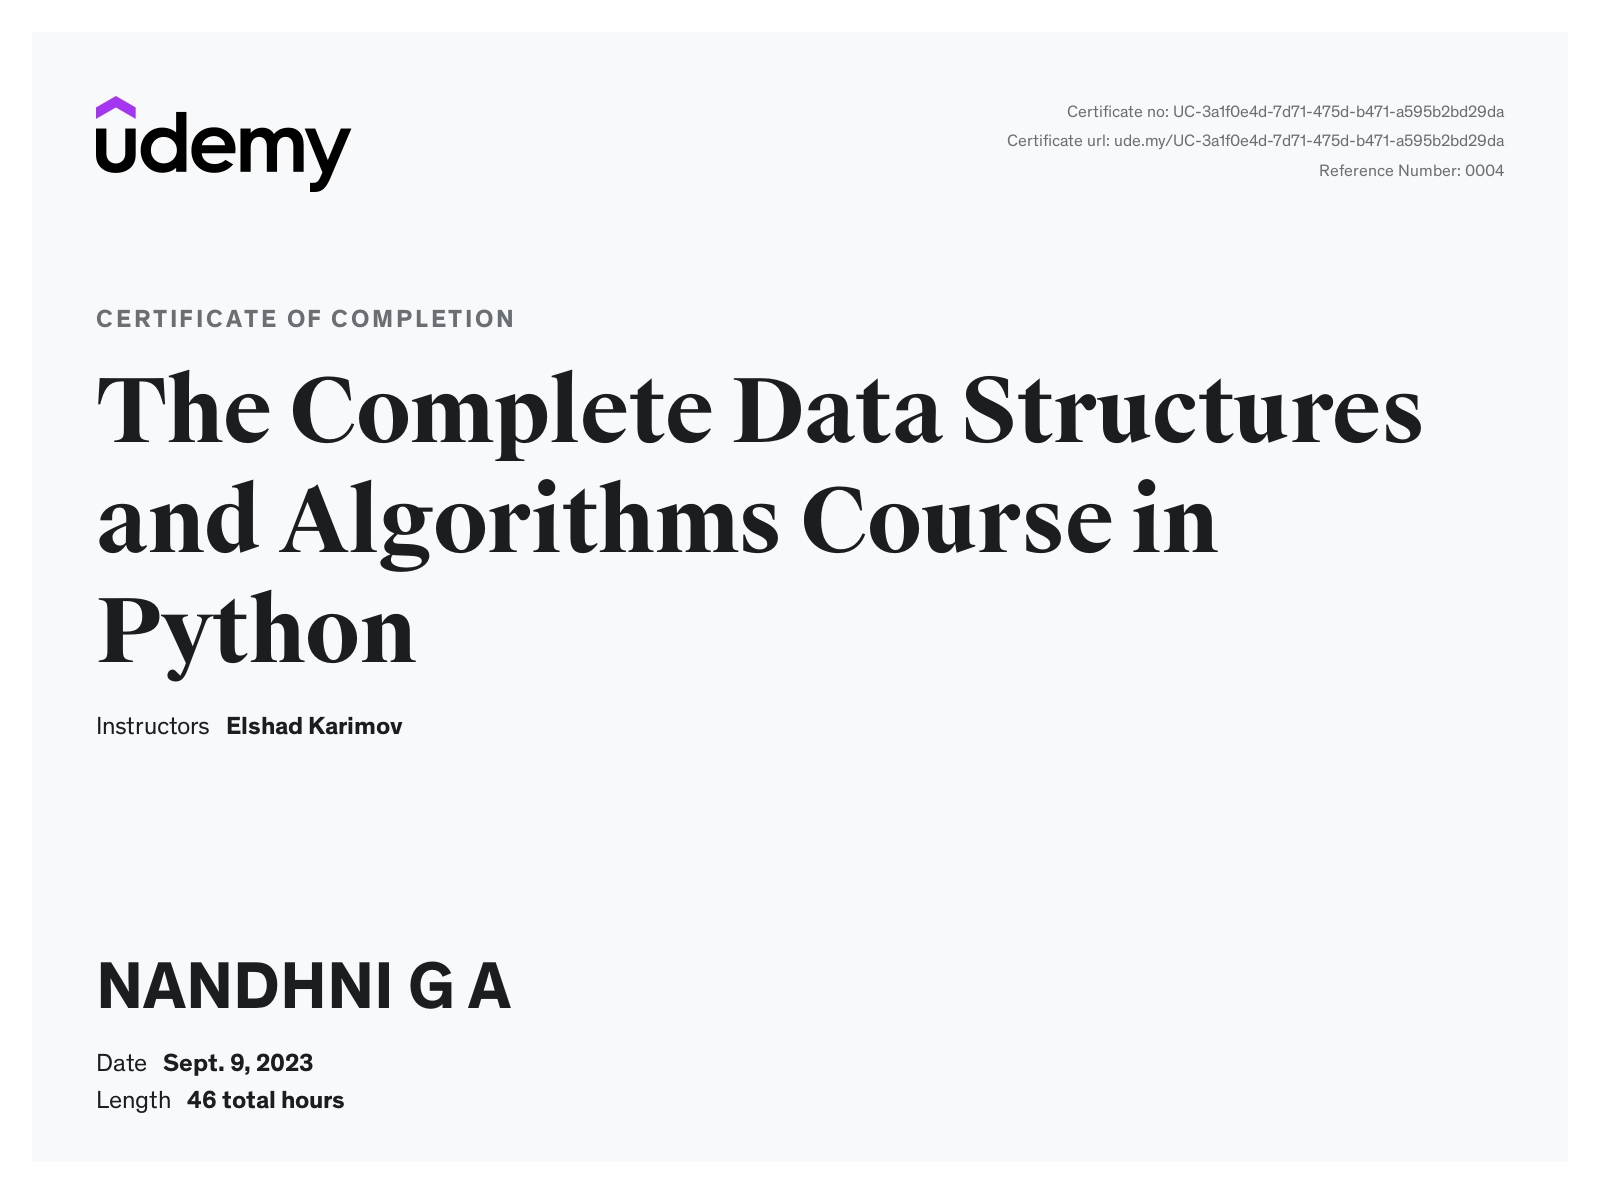 udemy
Certificate no: UC-3a1f0e4d-7d71-475d-b471-a595b2bd29da
Certificate url: ude.my/UC-3a1f0e4d-7d71-475d-b471-a595b2bd29da
Reference Number: 0004
CERTIFICATE OF COMPLETION
The Complete Data Structures
and Algorithms Course in
Python
Instructors Elshad Karimov
NANDHNI G A
Date Sept. 9, 2023
Length 46 total hours